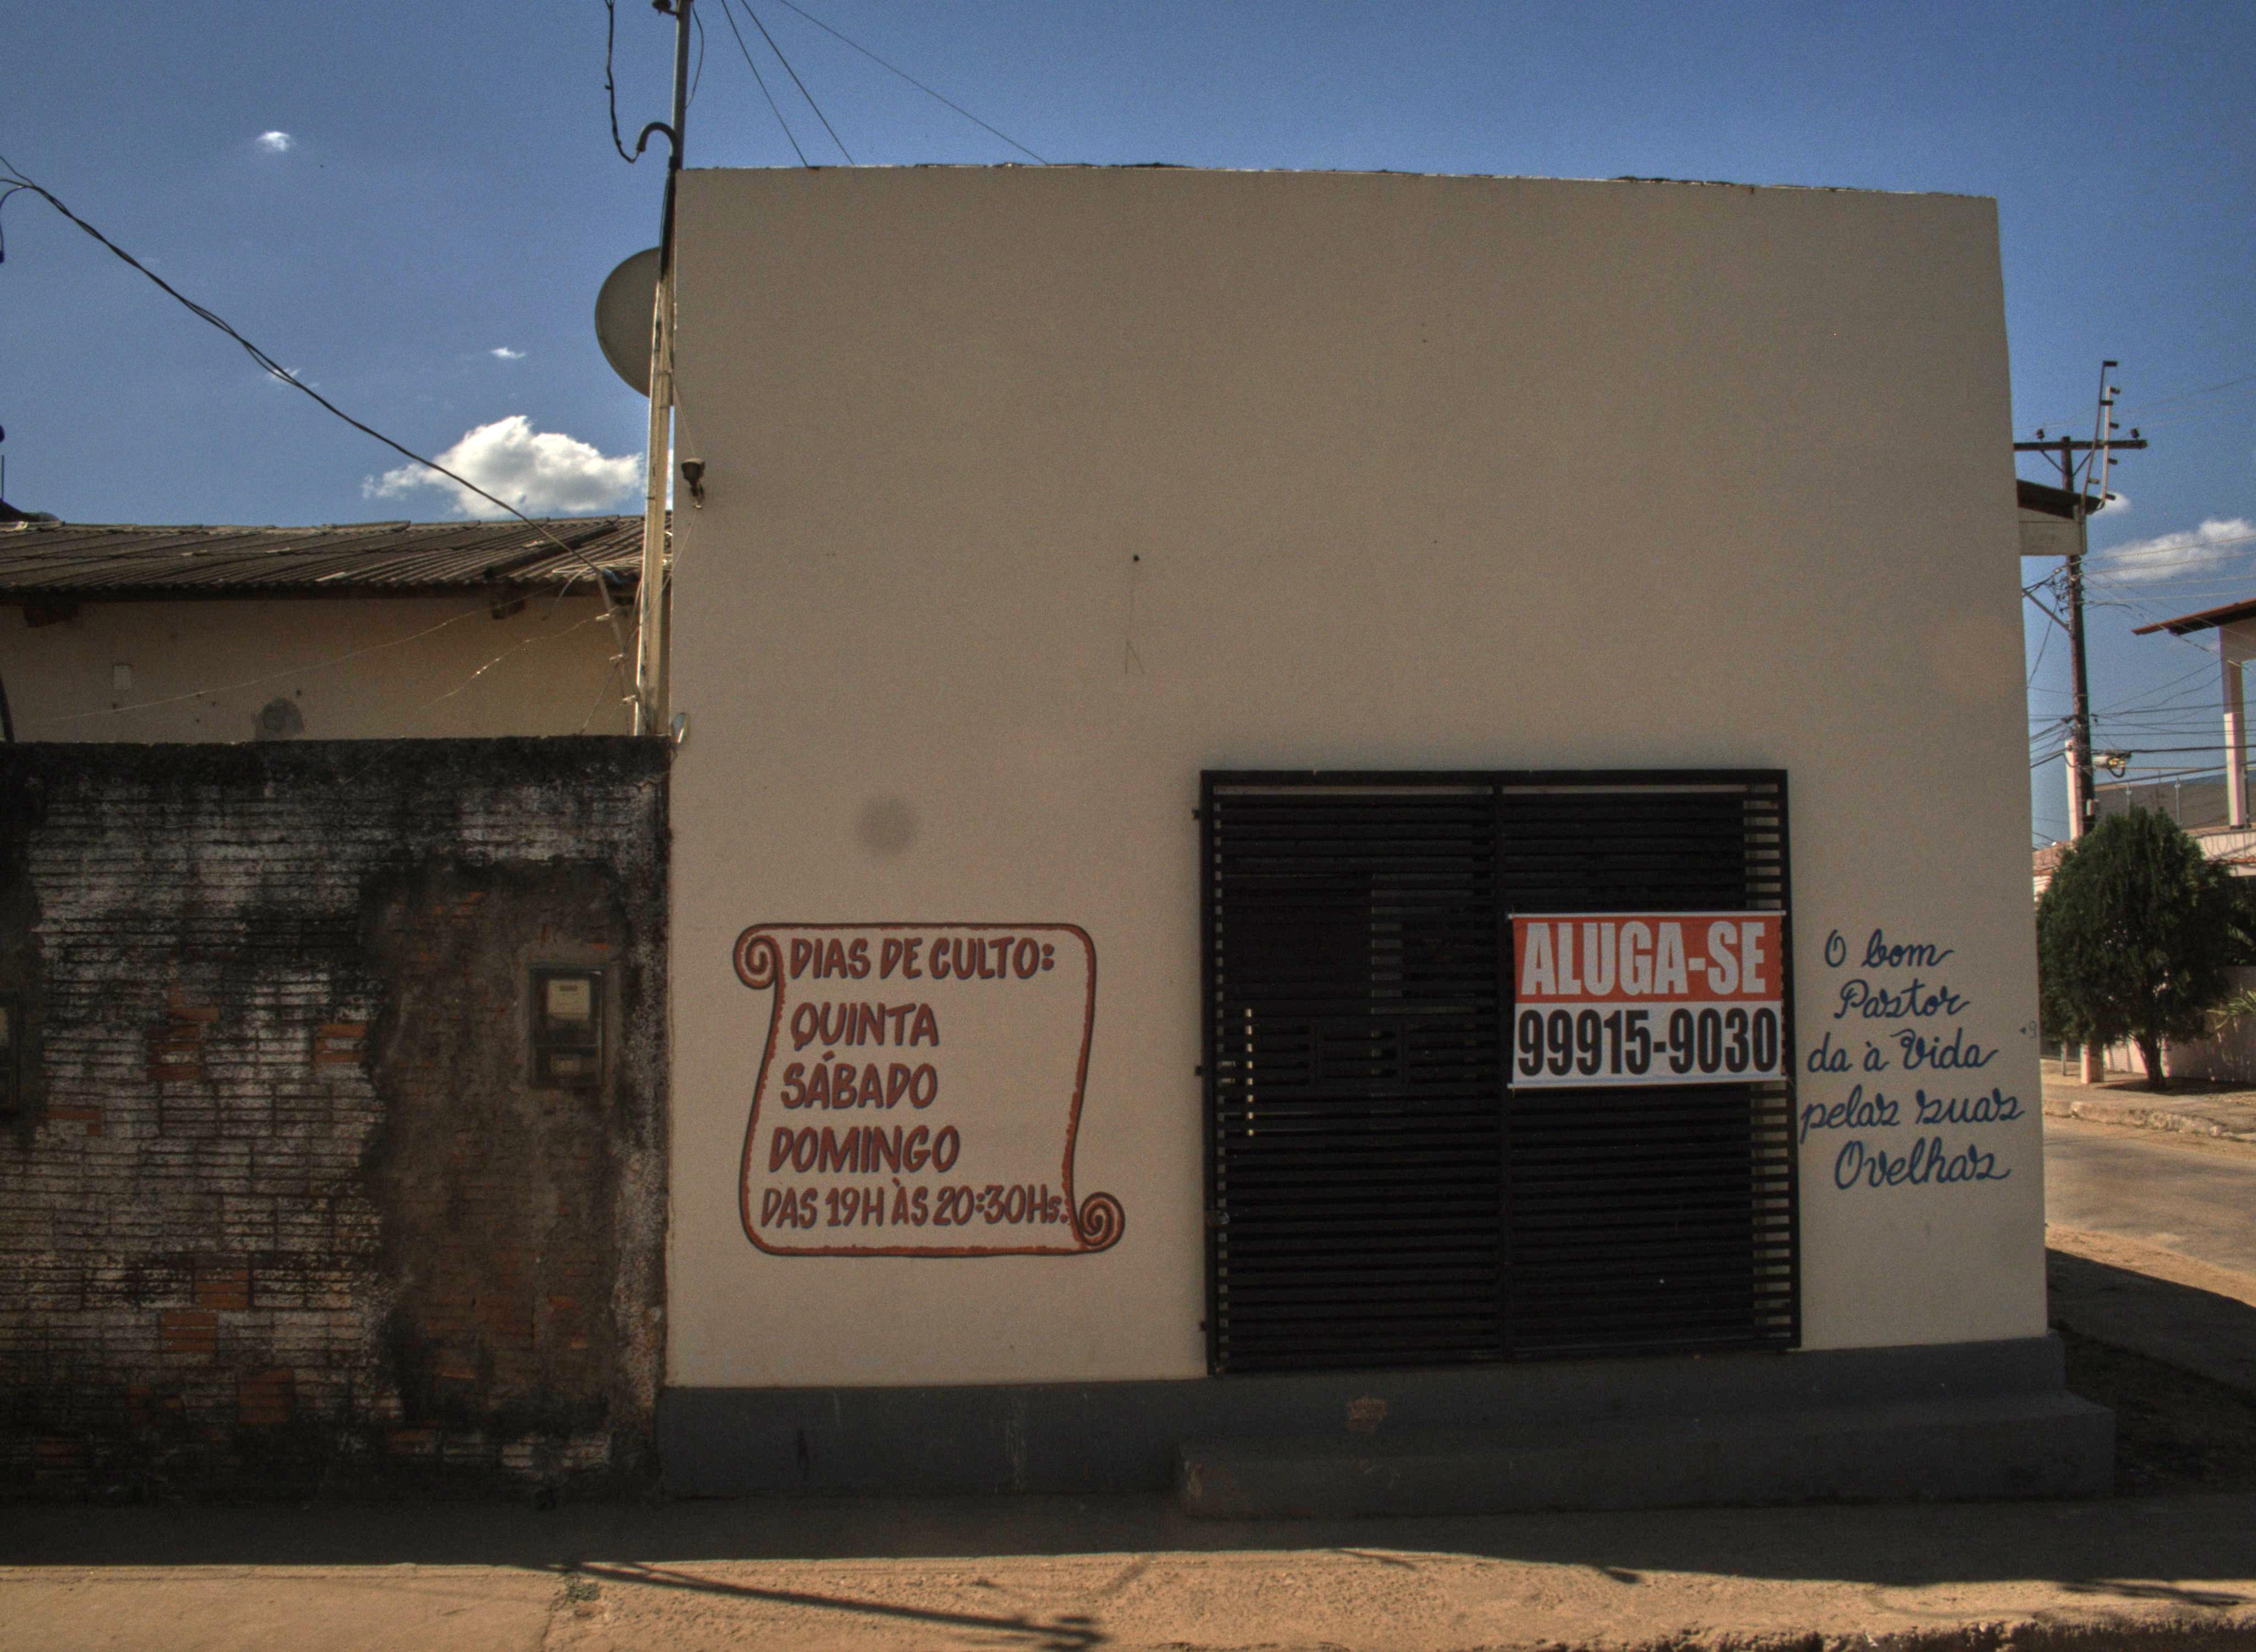 DIAS DE CULTO:
QUINTA
SÁBADO
DOMINGO
DAS 19H ÀS 20:30Hs.
ALUGA-SE
99915-9030
O bom
Pastor
da à Vida
pelas suas
Ovelhas